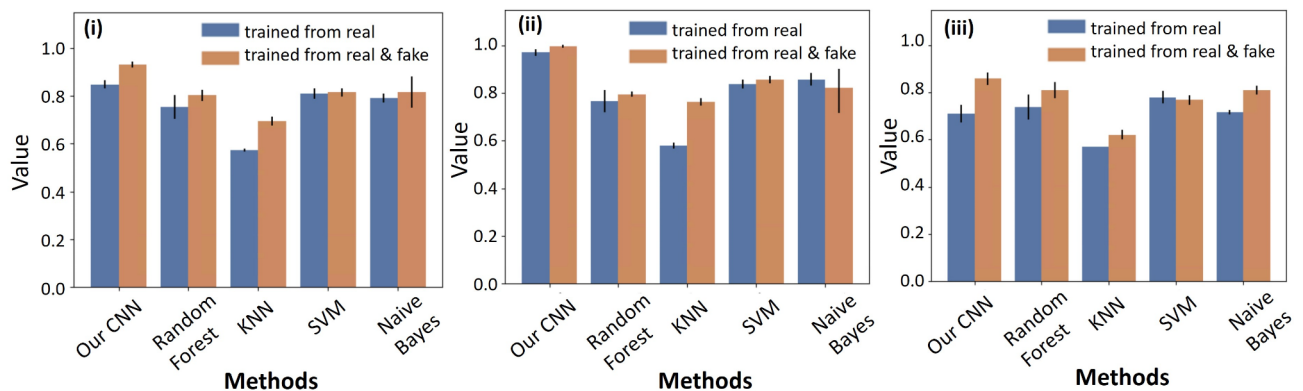 (i)
trained from real
trained from real & fake
1.0
0.8
0.6
0.4
0.2
0.0
Value
Our CNN
Random
Forest
KNN
SVM
Naive
Bayes
Methods
(ii)
trained from real
trained from real & fake
1.0
0.8
0.6
0.4
0.2
0.0
Value
Our CNN
Random
Forest
KNN
SVM
Naive
Bayes
Methods
(iii)
trained from real
trained from real & fake
1.0
0.8
0.6
0.4
0.2
0.0
Value
Our CNN
Random
Forest
KNN
SVM
Naive
Bayes
Methods